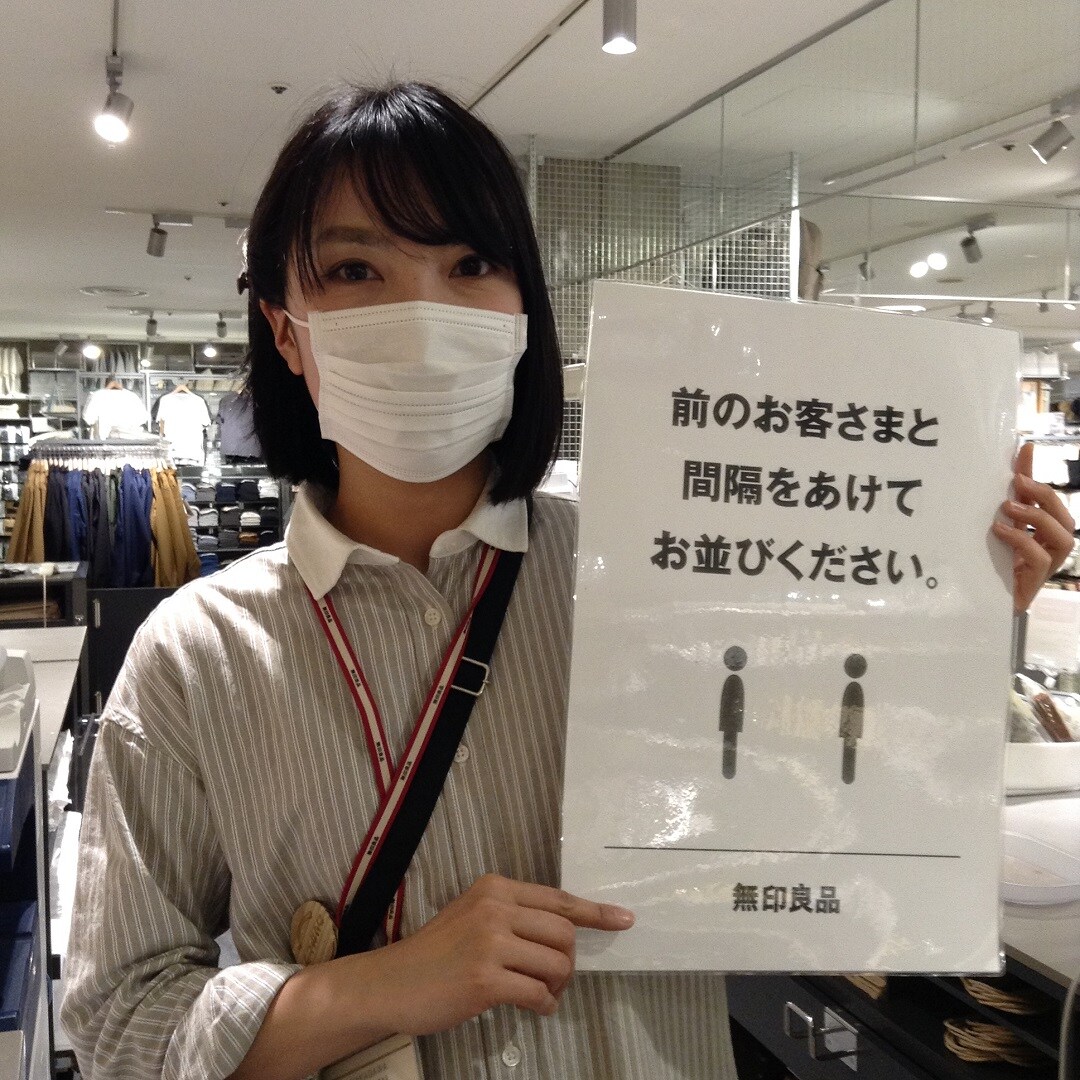 前のお客さまと
間隔をあけて
お並びください。
無印良品